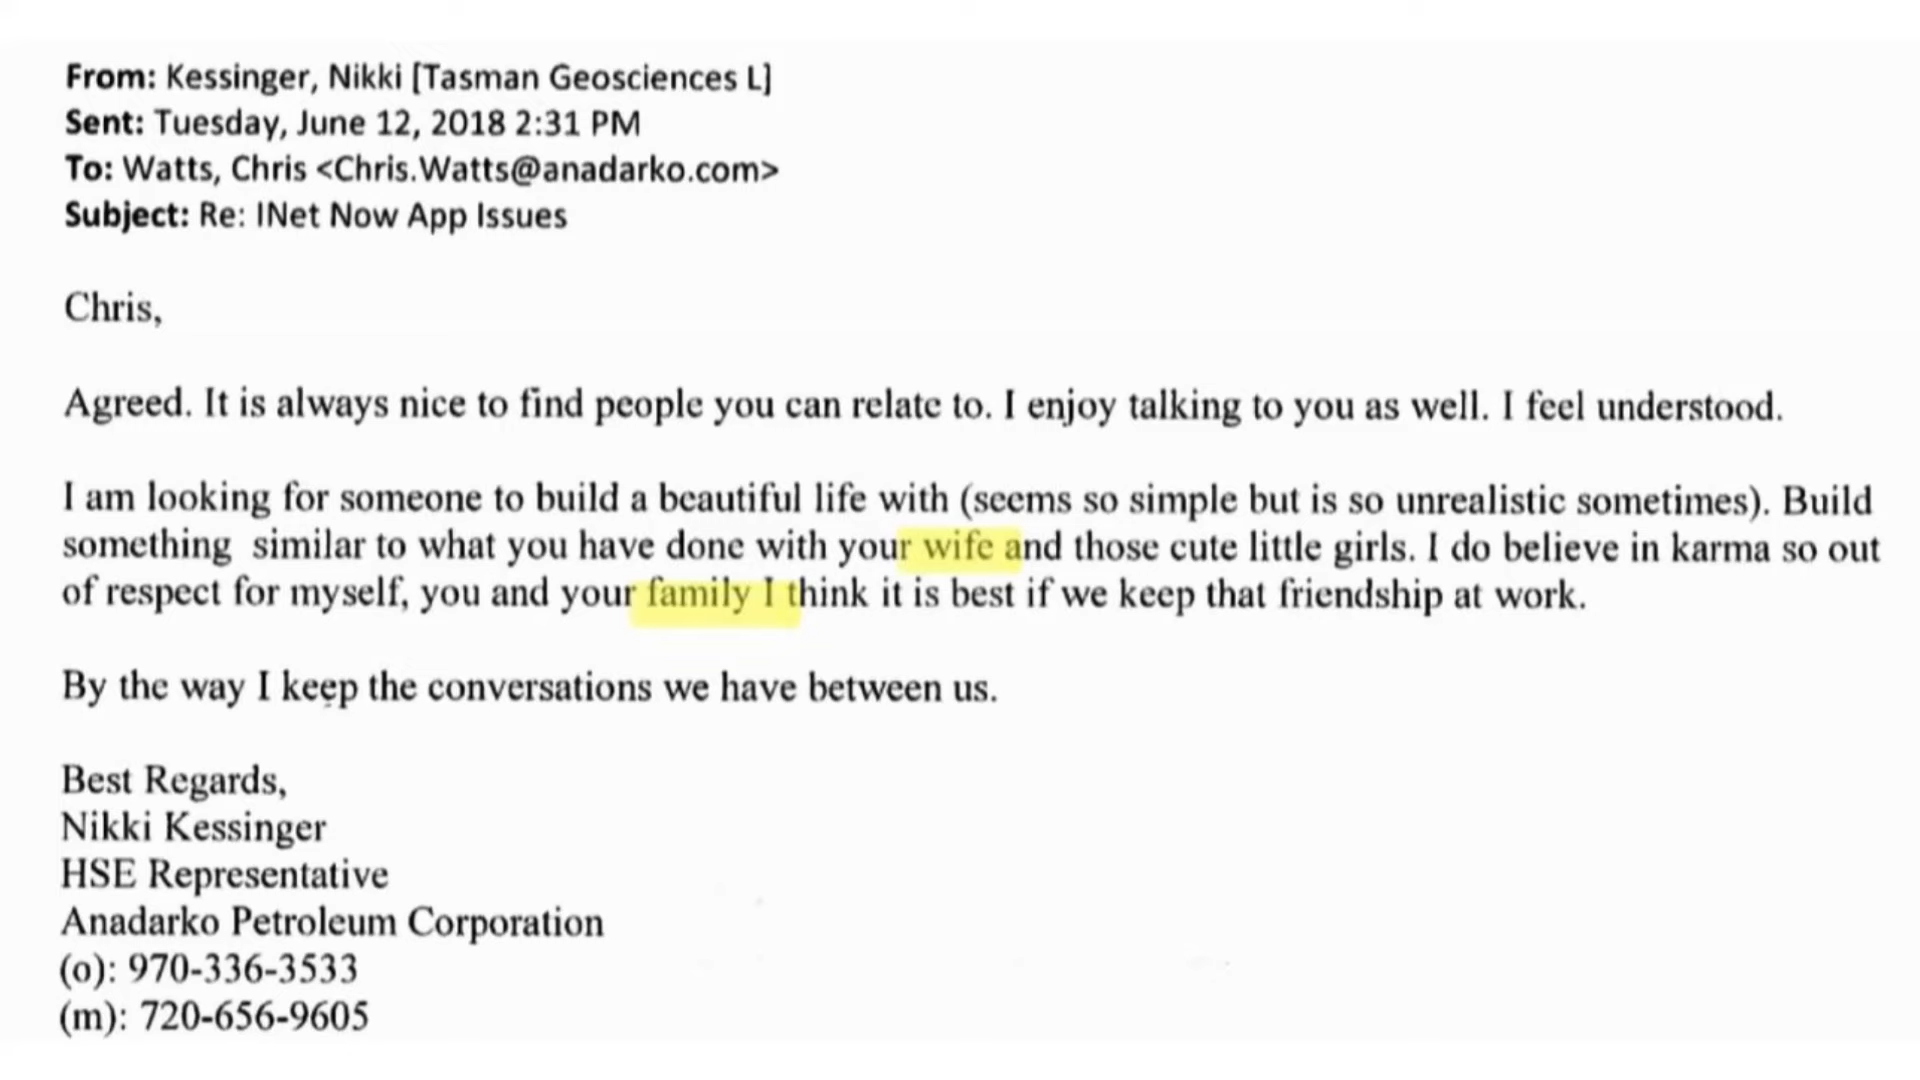 From: Kessinger, Nikki [Tasman Geosciences L]
Sent: Tuesday, June 12, 2018 2:31 PM
To: Watts, Chris <Chris.Watts@anadarko.com>
Subject: Re: INet Now App Issues
Chris,
Agreed. It is always nice to find people you can relate to. I enjoy talking to you as well. I feel understood.
I am looking for someone to build a beautiful life with (seems so simple but is so unrealistic sometimes). Build
something similar to what you have done with your wife and those cute little girls. I do believe in karma so out
of respect for myself, you and your family I think it is best if we keep that friendship at work.
By the way I keep the conversations we have between us.
Best Regards,
Nikki Kessinger
HSE Representative
Anadarko Petroleum Corporation
(o): 970-336-3533
(m): 720-656-9605